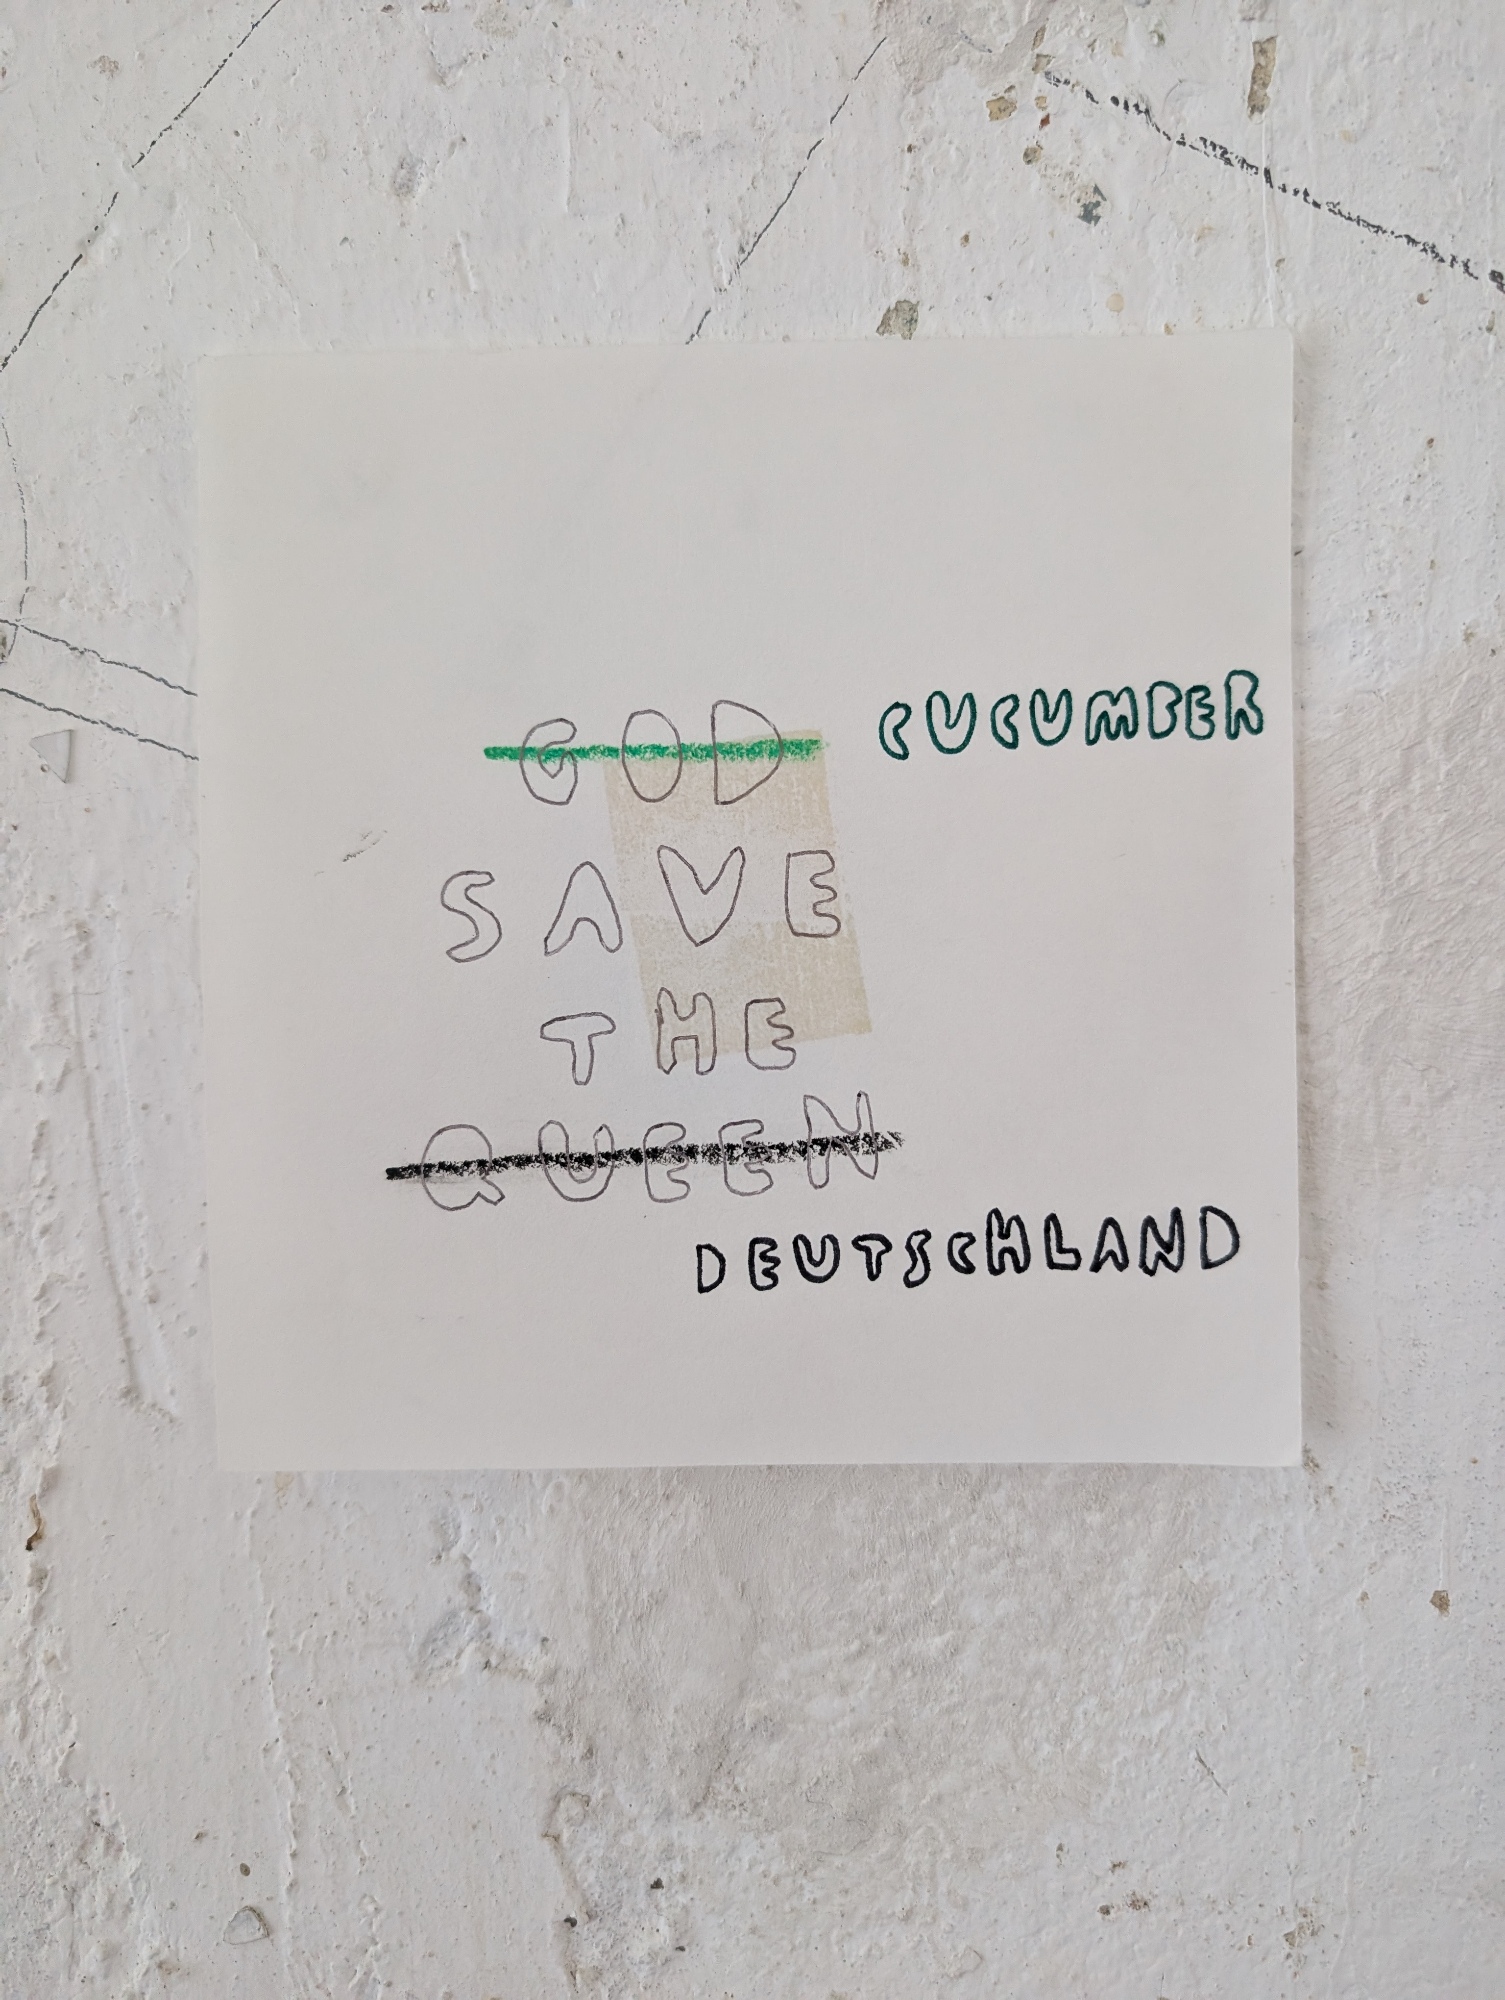 GOD CUCUMBER
SAVE
THE
QUEEN
DEUTSCHLAND